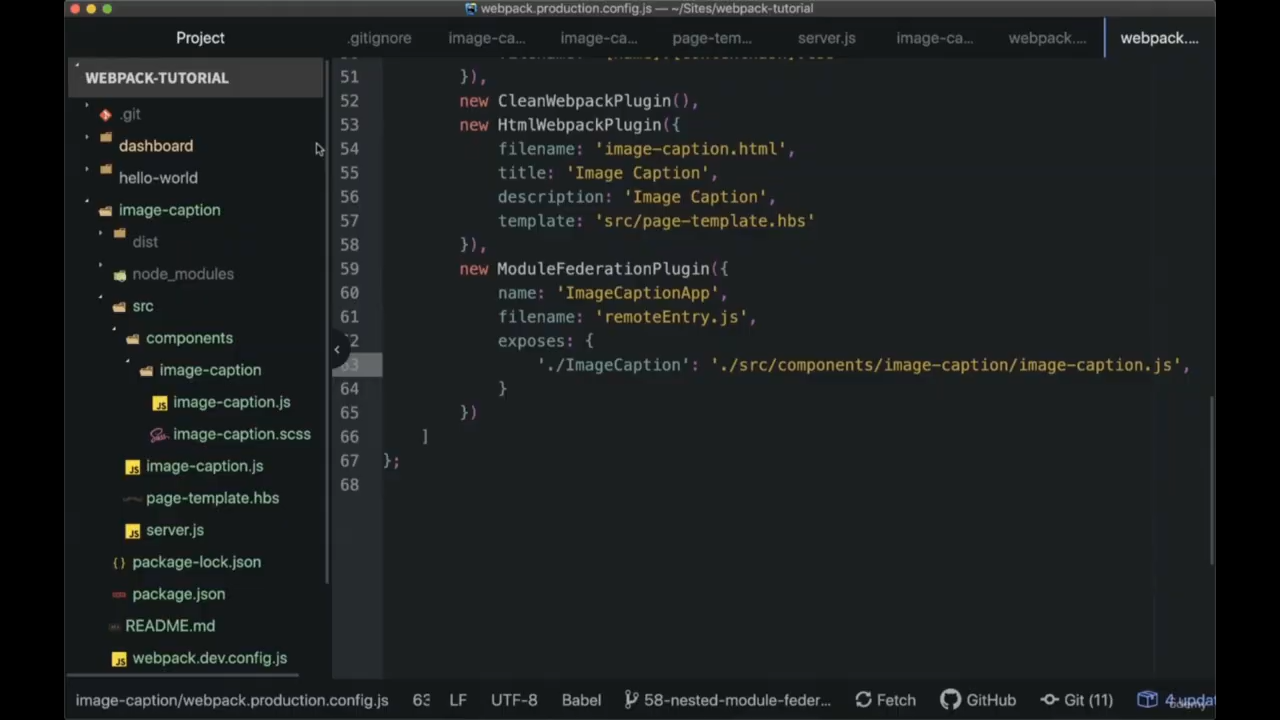 webpack.production.config.js — ~/Sites/webpack-tutorial
Project
.gitignore image-ca... image-ca... page-tem... server.js image-ca... webpack.... webpack....
WEBPACK-TUTORIAL
.git
dashboard
hello-world
image-caption
dist
node_modules
src
components
image-caption
image-caption.js
image-caption.scss
image-caption.js
page-template.hbs
server.js
package-lock.json
package.json
README.md
webpack.dev.config.js
51 }),
52 new CleanWebpackPlugin(),
53 new HtmlWebpackPlugin({
54 filename: 'image-caption.html',
55 title: 'Image Caption',
56 description: 'Image Caption',
57 template: 'src/page-template.hbs'
58 }),
59 new ModuleFederationPlugin({
60 name: 'ImageCaptionApp',
61 filename: 'remoteEntry.js',
exposes: {
63 './ImageCaption': './src/components/image-caption/image-caption.js',
64 }
65 })
66 ]
67 };
68
image-caption/webpack.production.config.js 63 LF UTF-8 Babel 58-nested-module-feder... Fetch GitHub Git (11)